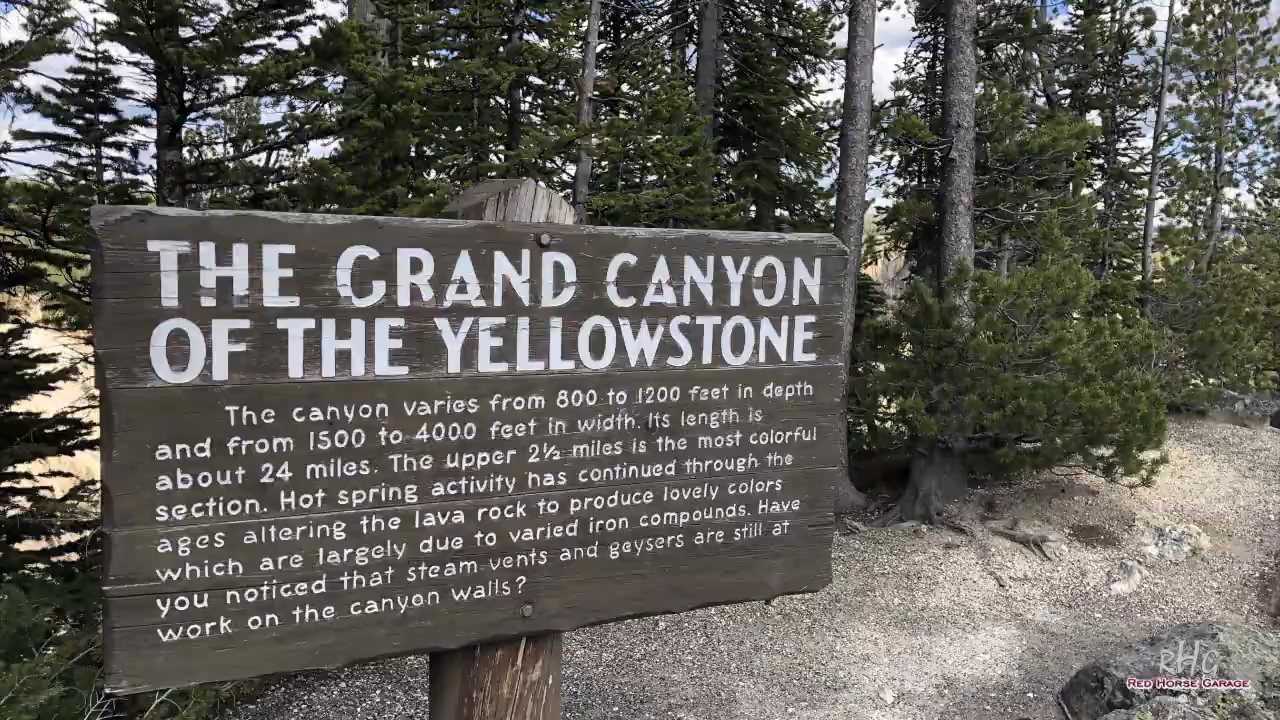 THE GRAND CANYON
OF THE YELLOWSTONE
The canyon varies from 800 to 1200 feet in depth
and from 1500 to 4000 feet in width. Its length is
about 24 miles. The upper 2½ miles is the most colorful
section. Hot spring activity has continued through the
ages altering the lava rock to produce lovely colors
which are largely due to varied iron compounds. Have
you noticed that steam vents and geysers are still at
work on the canyon walls?
RHG
RED HORSE GARAGE